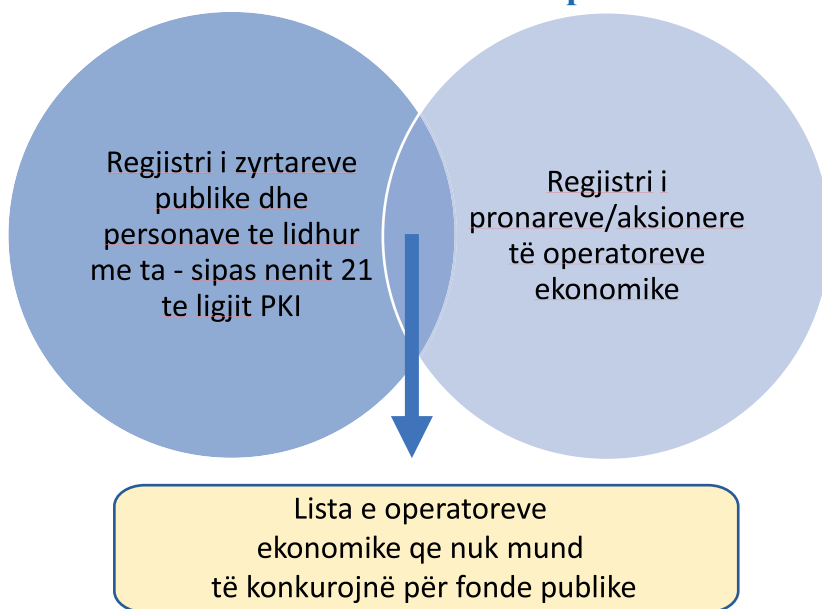 Regjistri i zyrtareve
publike dhe
personave te lidhur
me ta - sipas nenit 21
te ligjit PKI
Regjistri i
pronareve/aksionere
të operatoreve
ekonomike
Lista e operatoreve
ekonomike qe nuk mund
të konkurojnë për fonde publike